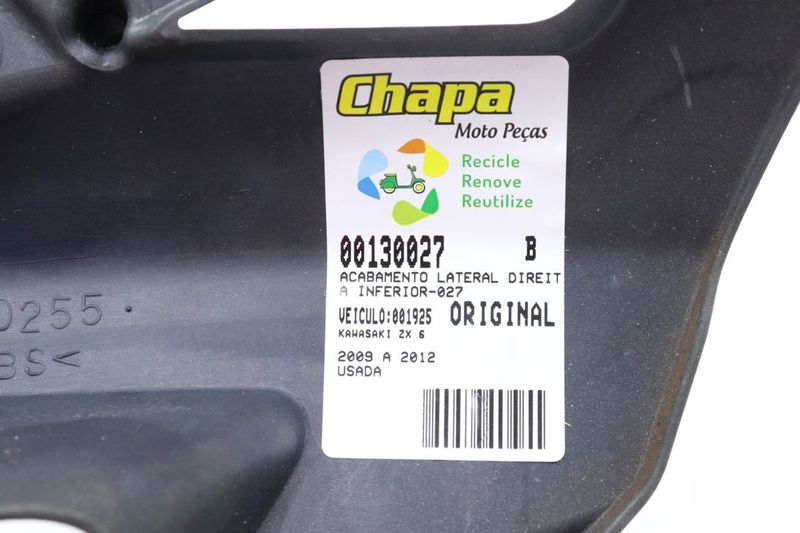 Chapa
Moto Peças
Recicle
Renove
Reutilize
00130027 B
ACABAMENTO LATERAL DIREIT
A INFERIOR-027
VEICULO:001925 ORIGINAL
KAWASAKI ZX 6
2009 A 2012
USADA
0255
BS<